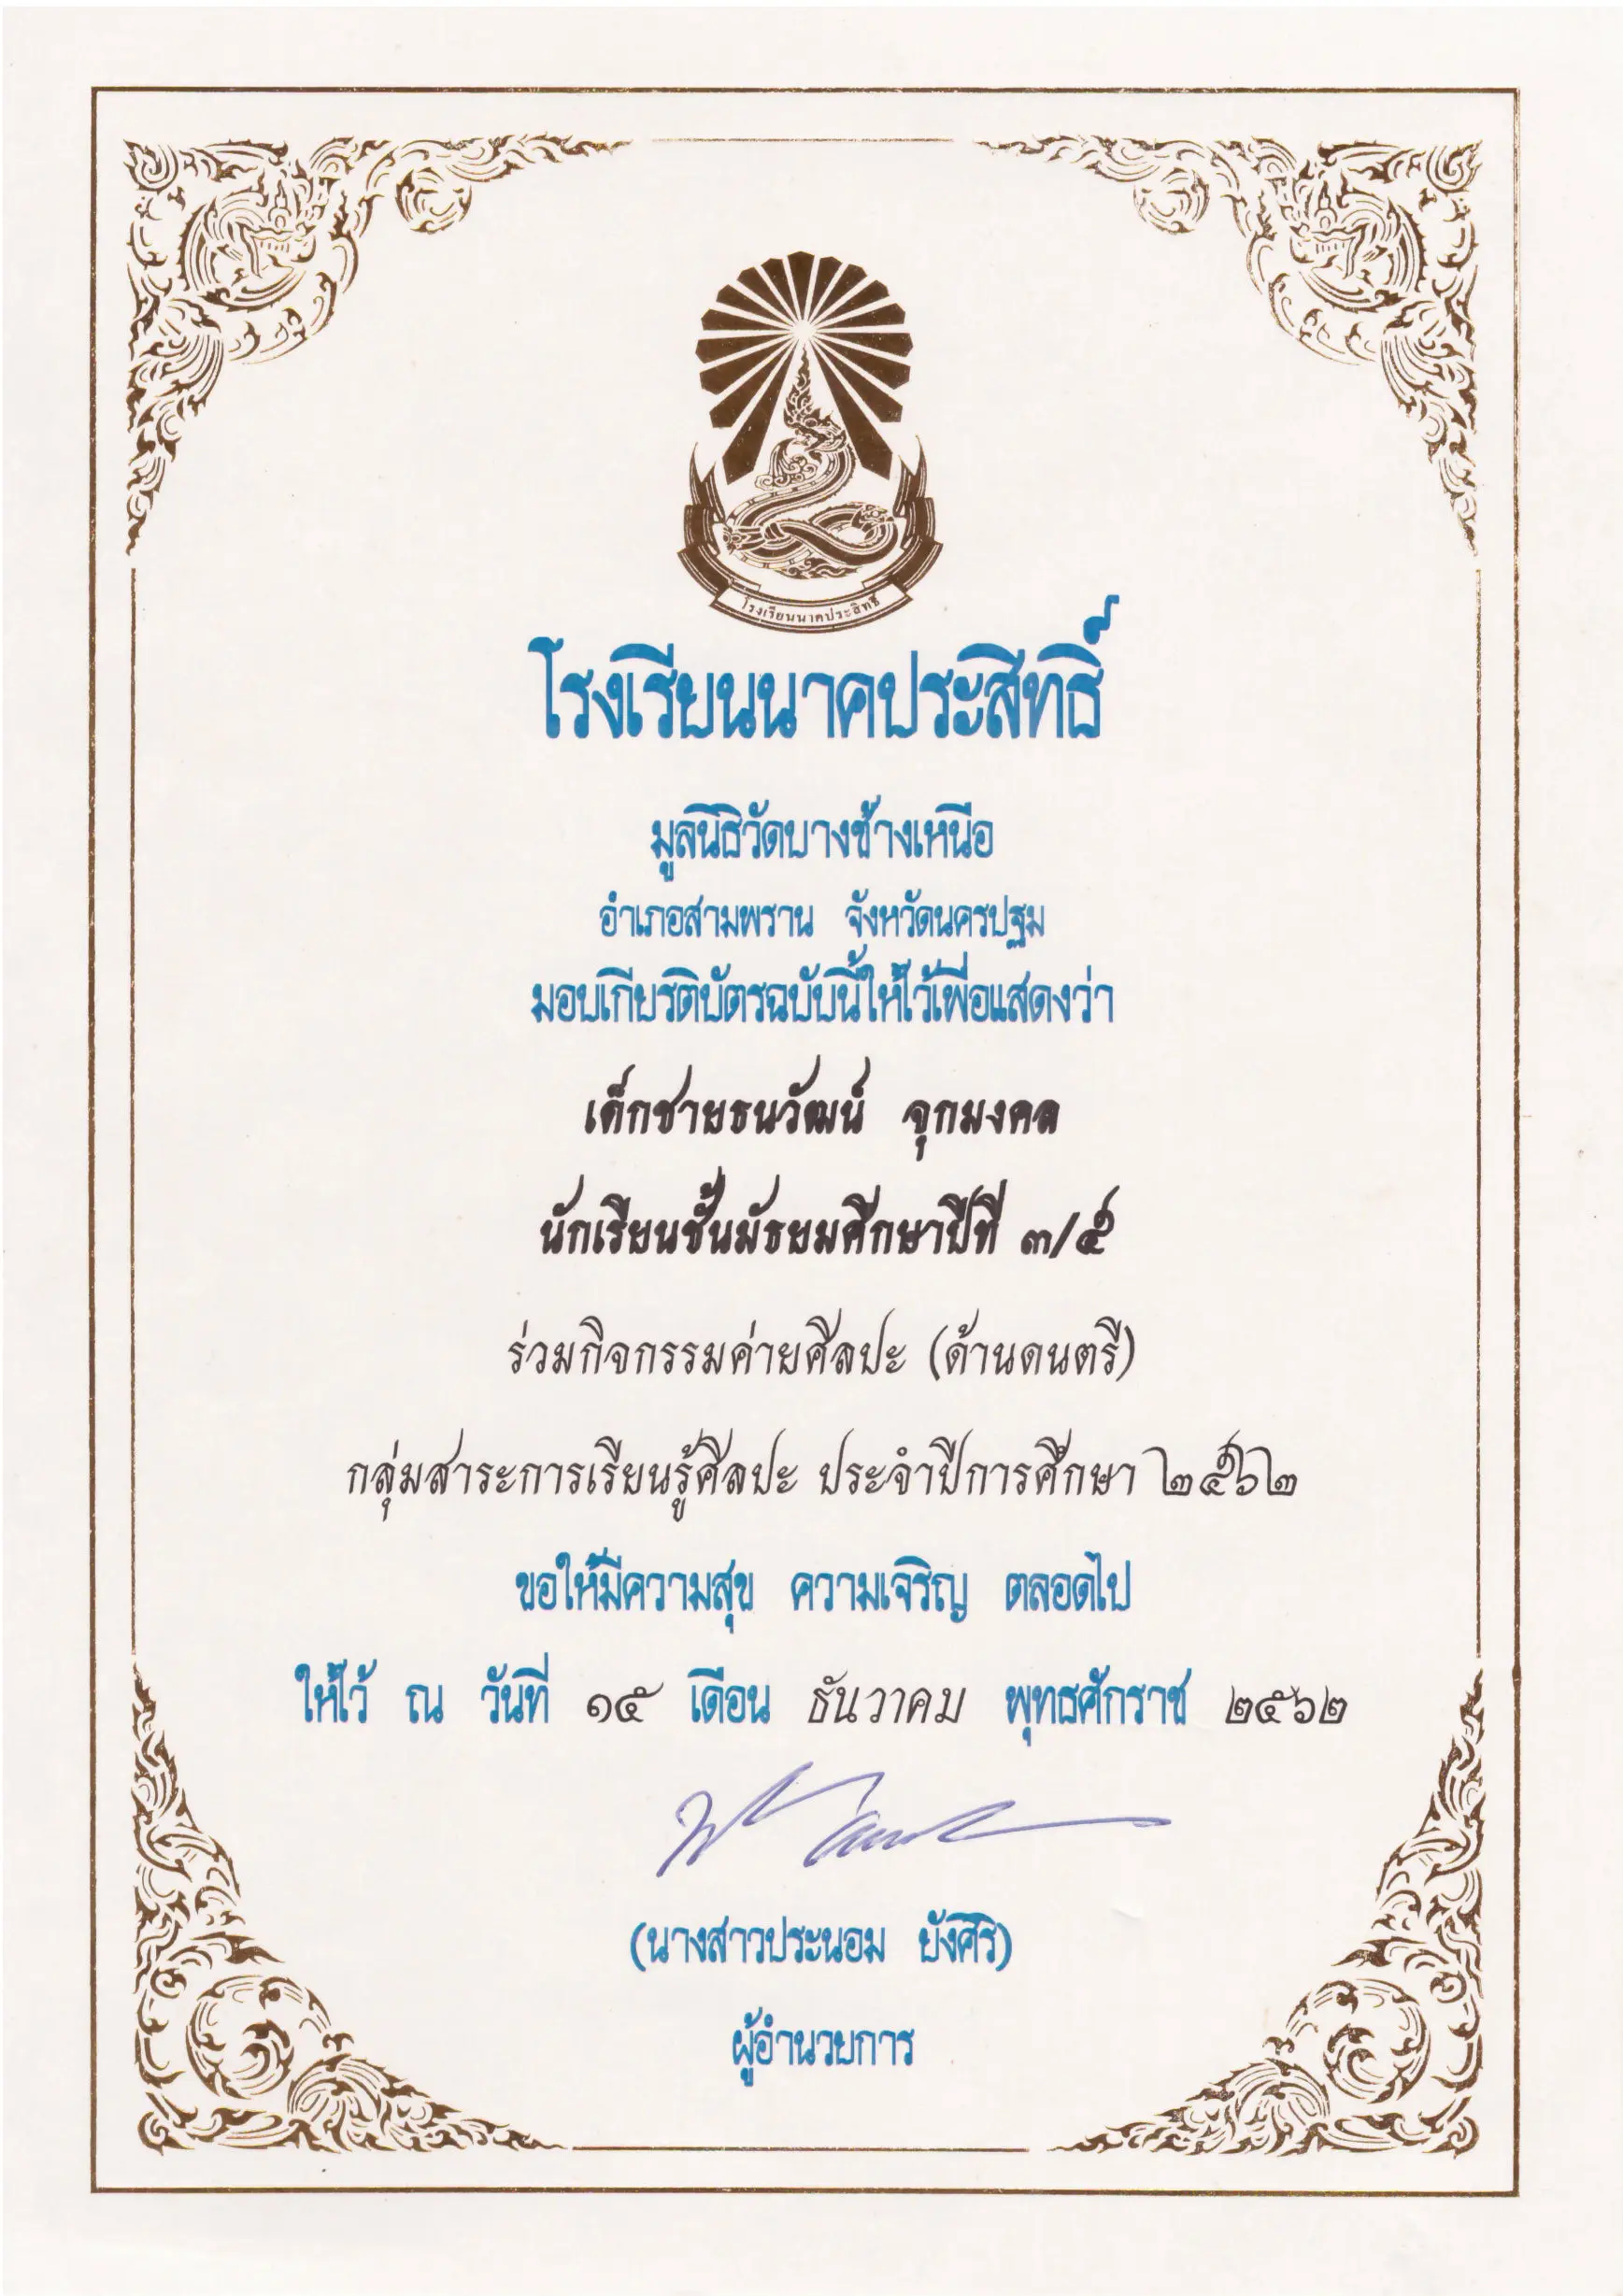 โรงเรียนนาคประสิทธิ์
โรงเรียนนาคประสิทธิ์
มูลนิธิวัดบางช้างเหนือ
อำเภอสามพราน จังหวัดนครปฐม
มอบเกียรติบัตรฉบับนี้ให้ไว้เพื่อแสดงว่า
เด็กชายธนวัฒน์ จุกมงคล
นักเรียนชั้นมัธยมศึกษาปีที่ ๓/๕
ร่วมกิจกรรมค่ายศิลปะ (ด้านดนตรี)
กลุ่มสาระการเรียนรู้ศิลปะ ประจำปีการศึกษา ๒๕๖๒
ขอให้มีความสุข ความเจริญ ตลอดไป
ให้ไว้ ณ วันที่ ๑๕ เดือน ธันวาคม พุทธศักราช ๒๕๖๒
(นางสาวประนอม ยังศิริ)
ผู้อำนวยการ